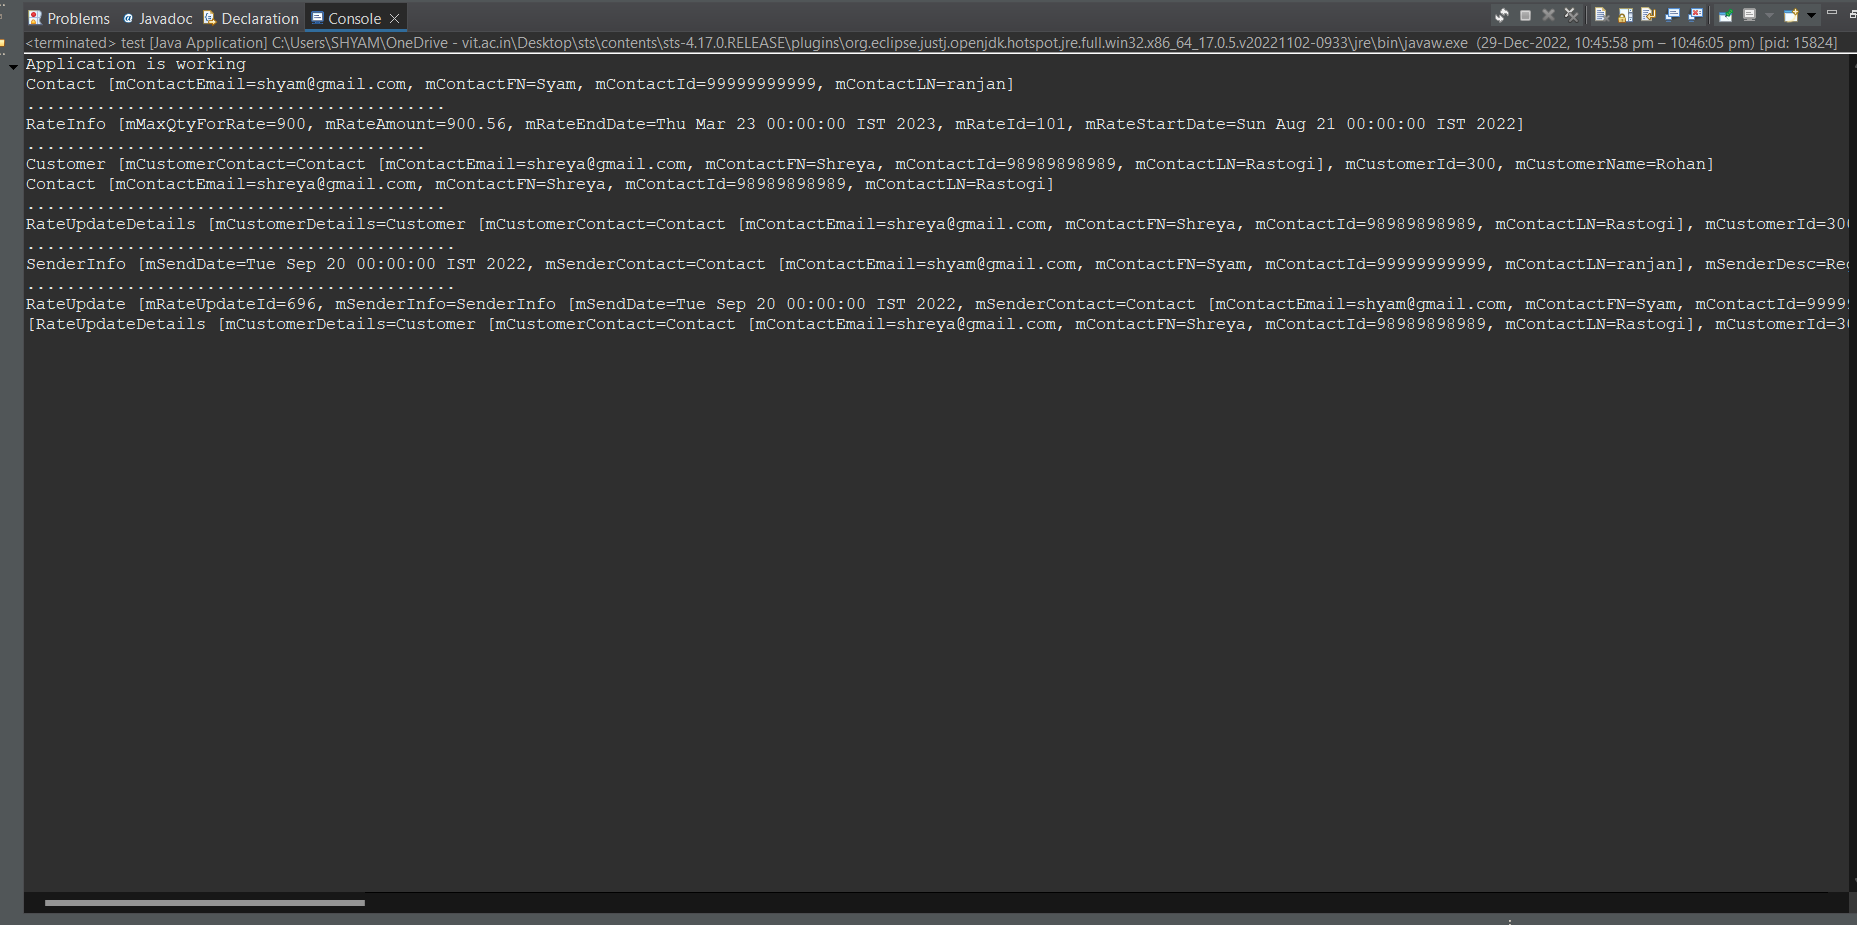 Problems Javadoc Declaration Console
<terminated> test [Java Application] C:\Users\SHYAM\OneDrive - vit.ac.in\Desktop\sts\contents\sts-4.17.0.RELEASE\plugins\org.eclipse.justj.openjdk.hotspot.jre.full.win32.x86_64_17.0.5.v20221102-0933\jre\bin\javaw.exe (29-Dec-2022, 10:45:58 pm – 10:46:05 pm) [pid: 15824]
Application is working
Contact [mContactEmail=shyam@gmail.com, mContactFN=Syam, mContactId=99999999999, mContactLN=ranjan]
..........................................
RateInfo [mMaxQtyForRate=900, mRateAmount=900.56, mRateEndDate=Thu Mar 23 00:00:00 IST 2023, mRateId=101, mRateStartDate=Sun Aug 21 00:00:00 IST 2022]
........................................
Customer [mCustomerContact=Contact [mContactEmail=shreya@gmail.com, mContactFN=Shreya, mContactId=98989898989, mContactLN=Rastogi], mCustomerId=300, mCustomerName=Rohan]
Contact [mContactEmail=shreya@gmail.com, mContactFN=Shreya, mContactId=98989898989, mContactLN=Rastogi]
..........................................
RateUpdateDetails [mCustomerDetails=Customer [mCustomerContact=Contact [mContactEmail=shreya@gmail.com, mContactFN=Shreya, mContactId=98989898989, mContactLN=Rastogi], mCustomerId=300
...........................................
SenderInfo [mSendDate=Tue Sep 20 00:00:00 IST 2022, mSenderContact=Contact [mContactEmail=shyam@gmail.com, mContactFN=Syam, mContactId=99999999999, mContactLN=ranjan], mSenderDesc=Rec
...........................................
RateUpdate [mRateUpdateId=696, mSenderInfo=SenderInfo [mSendDate=Tue Sep 20 00:00:00 IST 2022, mSenderContact=Contact [mContactEmail=shyam@gmail.com, mContactFN=Syam, mContactId=99999
[RateUpdateDetails [mCustomerDetails=Customer [mCustomerContact=Contact [mContactEmail=shreya@gmail.com, mContactFN=Shreya, mContactId=98989898989, mContactLN=Rastogi], mCustomerId=30